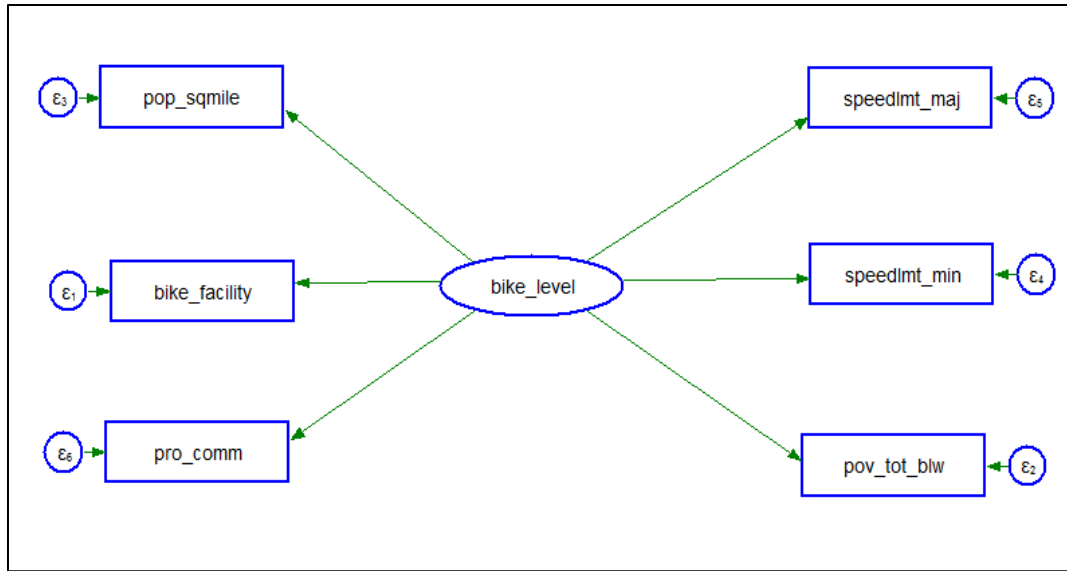 ε₃ pop_sqmile
speedlmt_maj ε₅
ε₁ bike_facility
bike_level
speedlmt_min ε₄
ε₆ pro_comm
pov_tot_blw ε₂